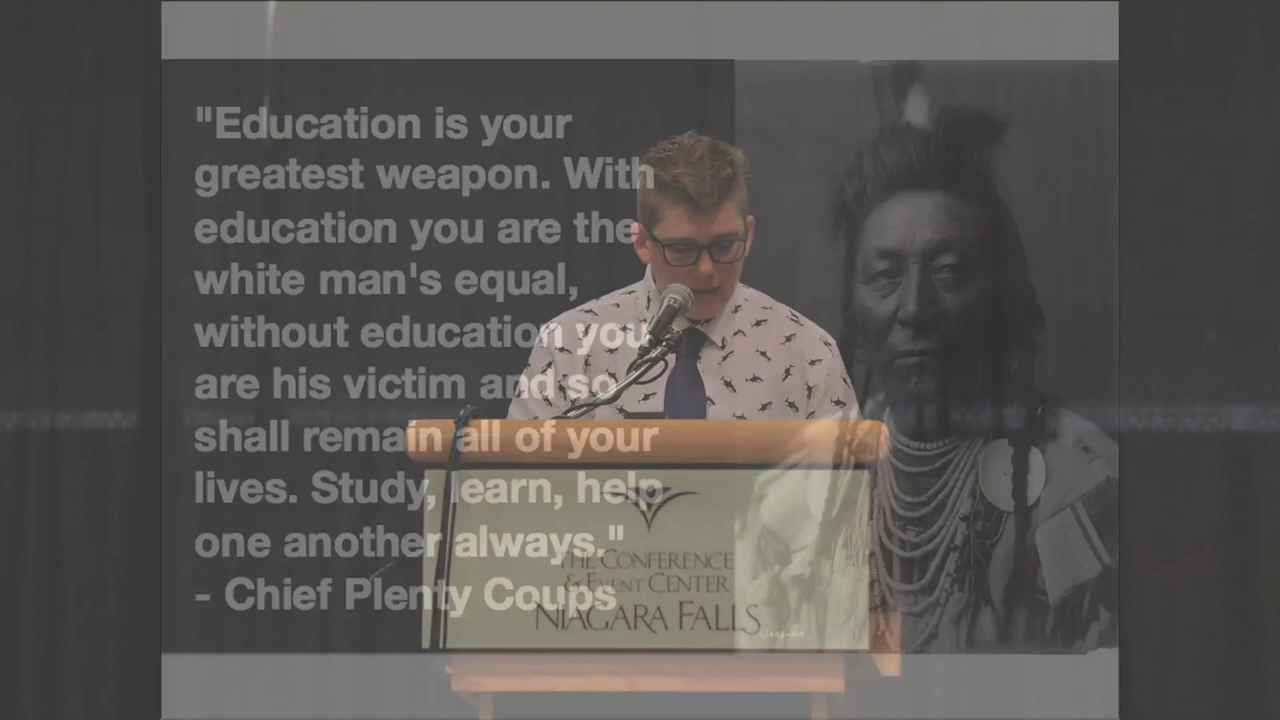 "Education is your
greatest weapon. With
education you are the
white man's equal,
without education you
are his victim and so
shall remain all of your
lives. Study, learn, help
one another always."
- Chief Plenty Coups
THE CONFERENCE
& EVENT CENTER
NIAGARA FALLS